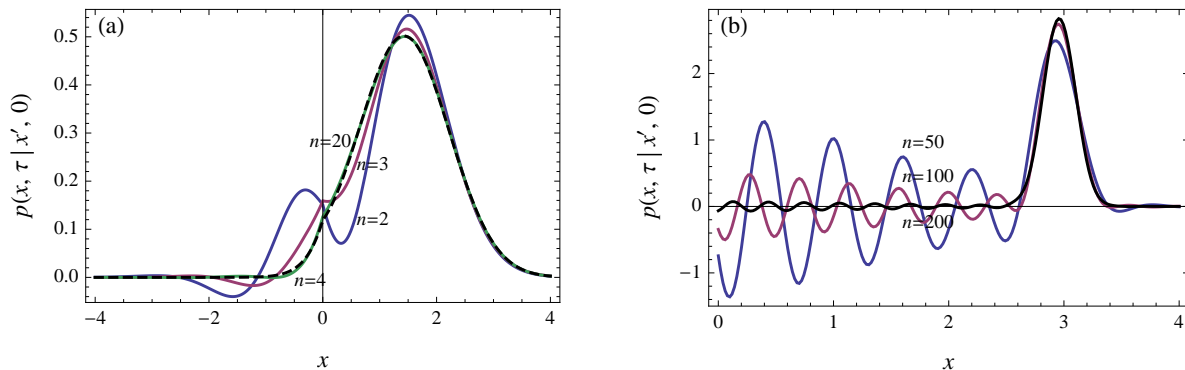 (a)
p(x, τ | x′, 0)
0.5
0.4
0.3
0.2
0.1
0.0
n=20
n=3
n=2
n=4
−4 −2 0 2 4
x
(b)
p(x, τ | x′, 0)
2
1
0
−1
n=50
n=100
n=200
0 1 2 3 4
x